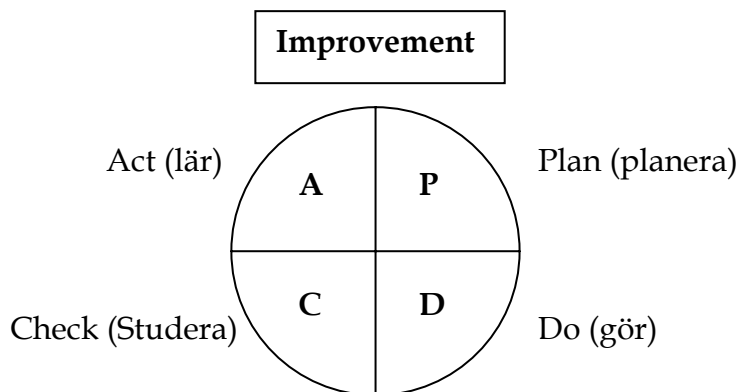 Improvement
Act (lär)
A
P
Plan (planera)
Check (Studera)
C
D
Do (gör)